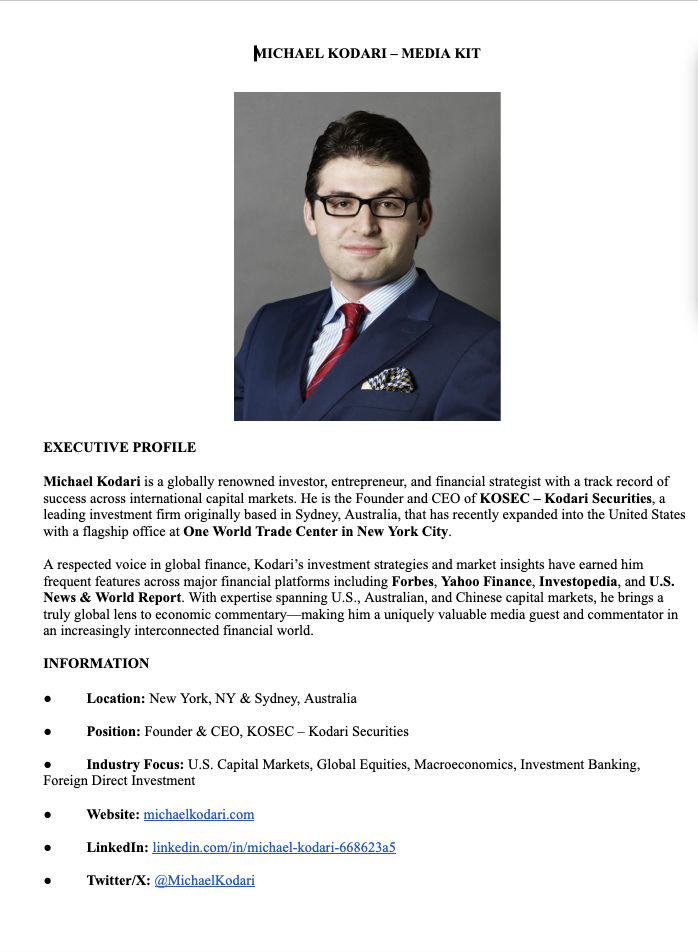 MICHAEL KODARI – MEDIA KIT
EXECUTIVE PROFILE
Michael Kodari is a globally renowned investor, entrepreneur, and financial strategist with a track record of
success across international capital markets. He is the Founder and CEO of KOSEC – Kodari Securities, a
leading investment firm originally based in Sydney, Australia, that has recently expanded into the United States
with a flagship office at One World Trade Center in New York City.
A respected voice in global finance, Kodari’s investment strategies and market insights have earned him
frequent features across major financial platforms including Forbes, Yahoo Finance, Investopedia, and U.S.
News & World Report. With expertise spanning U.S., Australian, and Chinese capital markets, he brings a
truly global lens to economic commentary—making him a uniquely valuable media guest and commentator in
an increasingly interconnected financial world.
INFORMATION
● Location: New York, NY & Sydney, Australia
● Position: Founder & CEO, KOSEC – Kodari Securities
● Industry Focus: U.S. Capital Markets, Global Equities, Macroeconomics, Investment Banking,
Foreign Direct Investment
● Website: michaelkodari.com
● LinkedIn: linkedin.com/in/michael-kodari-668623a5
● Twitter/X: @MichaelKodari